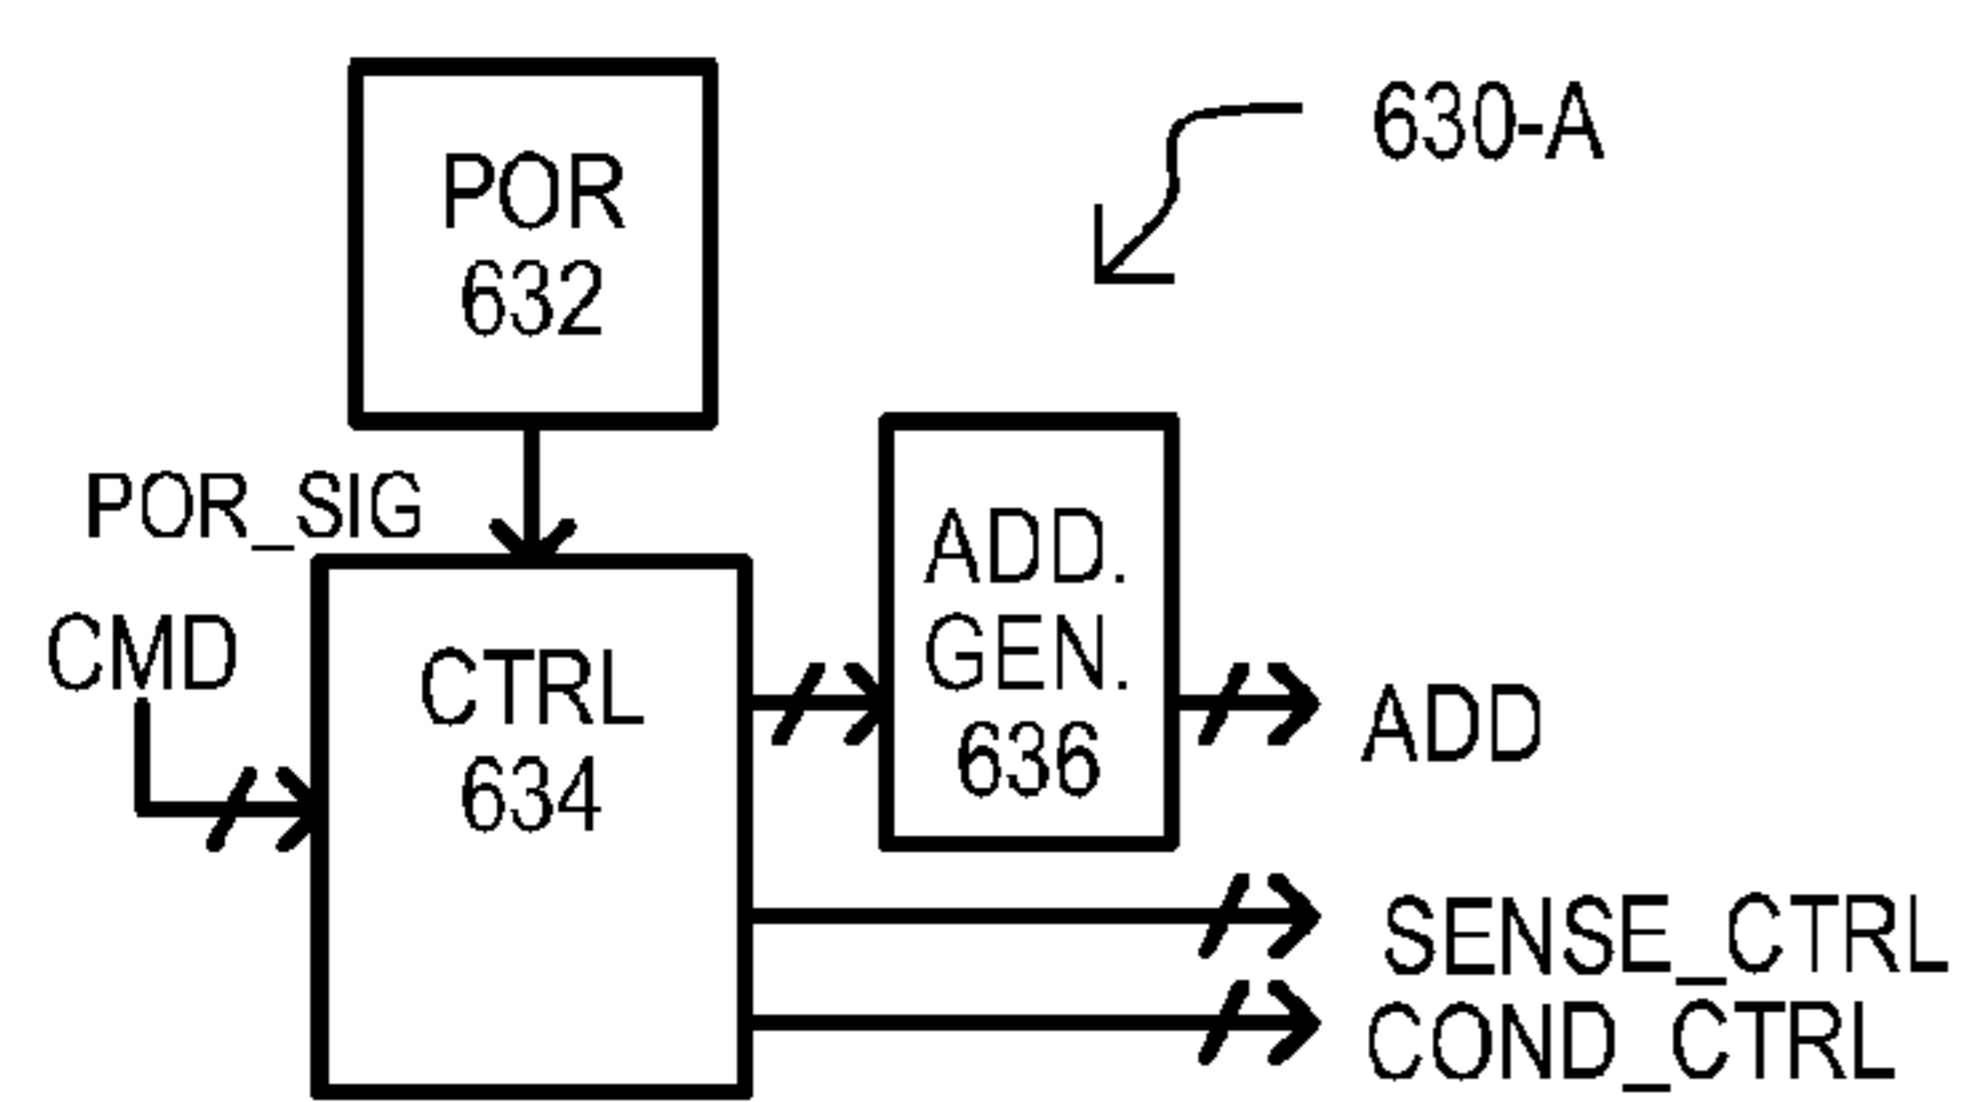 POR
632
630-A
POR_SIG
CMD
CTRL
634
ADD.
GEN.
636
ADD
SENSE_CTRL
COND_CTRL